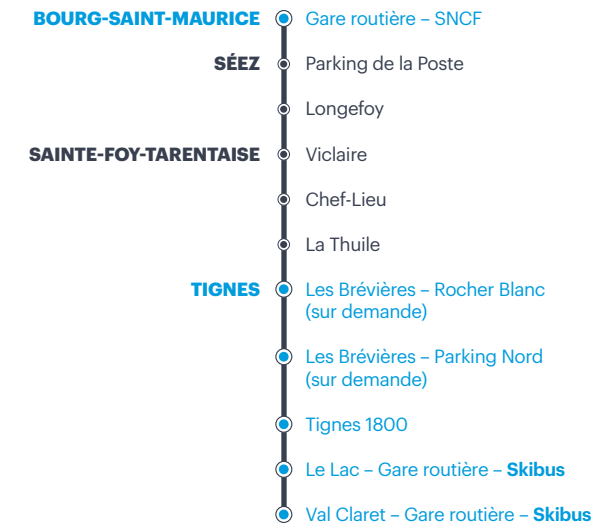 BOURG-SAINT-MAURICE Gare routière – SNCF
SÉEZ Parking de la Poste
Longefoy
SAINTE-FOY-TARENTAISE Viclaire
Chef-Lieu
La Thuile
TIGNES Les Brévières – Rocher Blanc
(sur demande)
Les Brévières – Parking Nord
(sur demande)
Tignes 1800
Le Lac – Gare routière – Skibus
Val Claret – Gare routière – Skibus